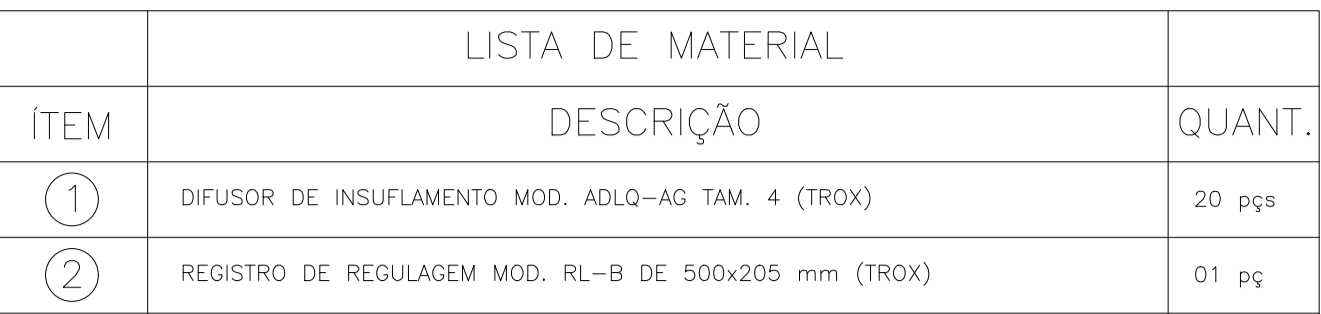 LISTA DE MATERIAL
ÍTEM DESCRIÇÃO QUANT.
1 DIFUSOR DE INSUFLAMENTO MOD. ADLQ-AG TAM. 4 (TROX) 20 pçs
2 REGISTRO DE REGULAGEM MOD. RL-B DE 500x205 mm (TROX) 01 pç